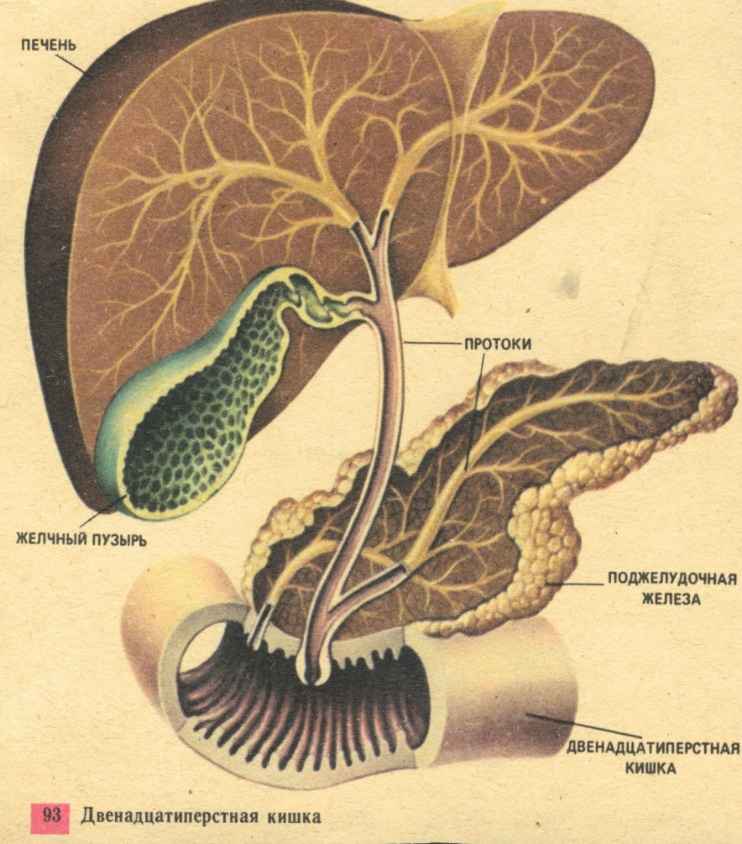 ПЕЧЕНЬ
ПРОТОКИ
ЖЕЛЧНЫЙ ПУЗЫРЬ
ПОДЖЕЛУДОЧНАЯ
ЖЕЛЕЗА
ДВЕНАДЦАТИПЕРСТНАЯ
КИШКА
93 Двенадцатиперстная кишка